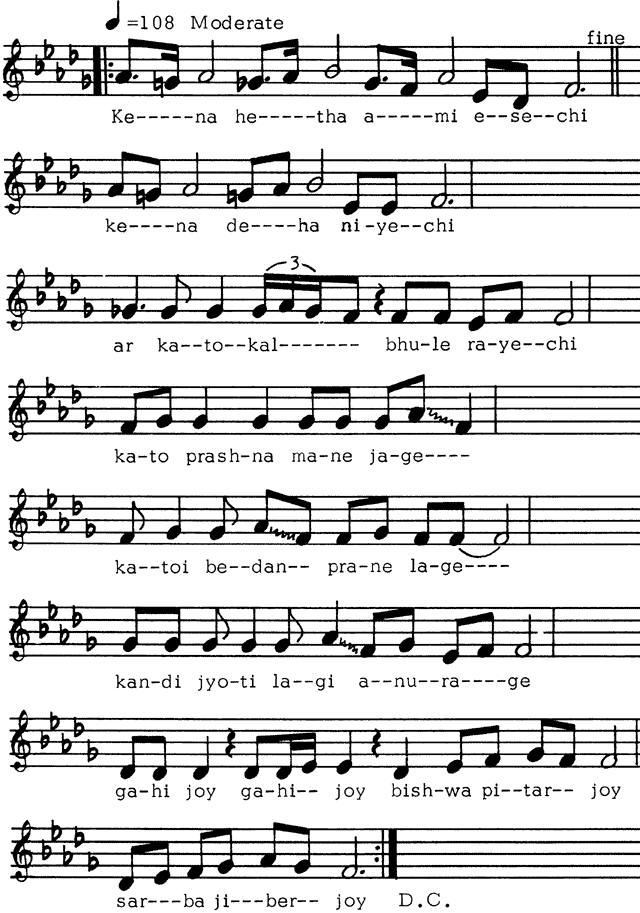 =108 Moderate
fine
Ke-----na he-----tha a-----mi e--se--chi
ke----na de----ha ni-ye--chi
3
ar ka--to--kal------- bhu-le ra-ye--chi
ka-to prash-na ma-ne ja-ge----
ka--toi be--dan-- pra-ne la-ge----
kan-di jyo-ti la--gi a--nu--ra----ge
ga-hi joy ga-hi-- joy bish-wa pi--tar-- joy
sar---ba ji--ber-- joy D.C.